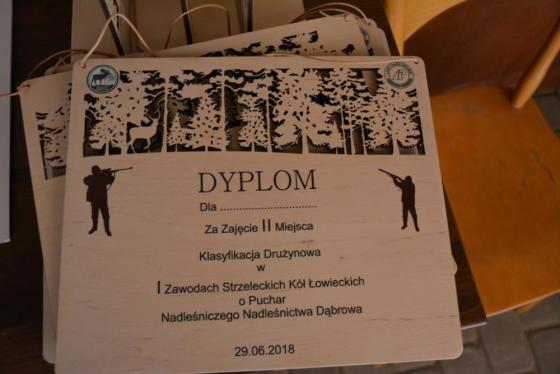 DYPLOM
Dla ................................
Za Zajęcie II Miejsca
Klasyfikacja Drużynowa
w
I Zawodach Strzeleckich Kół Łowieckich
o Puchar
Nadleśniczego Nadleśnictwa Dąbrowa
29.06.2018